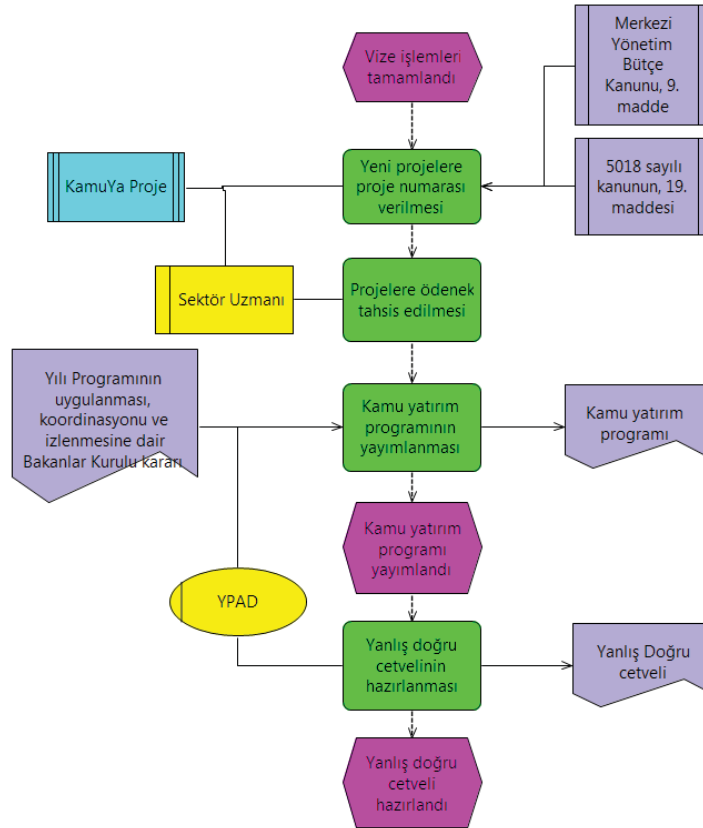 Vize işlemleri
tamamlandı
Merkezi
Yönetim
Bütçe
Kanunu, 9.
madde
KamuYa Proje
Yeni projelere
proje numarası
verilmesi
5018 sayılı
kanunun, 19.
maddesi
Sektör Uzmanı
Projelere ödenek
tahsis edilmesi
Yılı Programının
uygulanması,
koordinasyonu ve
izlenmesine dair
Bakanlar Kurulu kararı
Kamu yatırım
programının
yayımlanması
Kamu yatırım
programı
Kamu yatırım
programı
yayımlandı
YPAD
Yanlış doğru
cetvelinin
hazırlanması
Yanlış Doğru
cetveli
Yanlış doğru
cetveli
hazırlandı